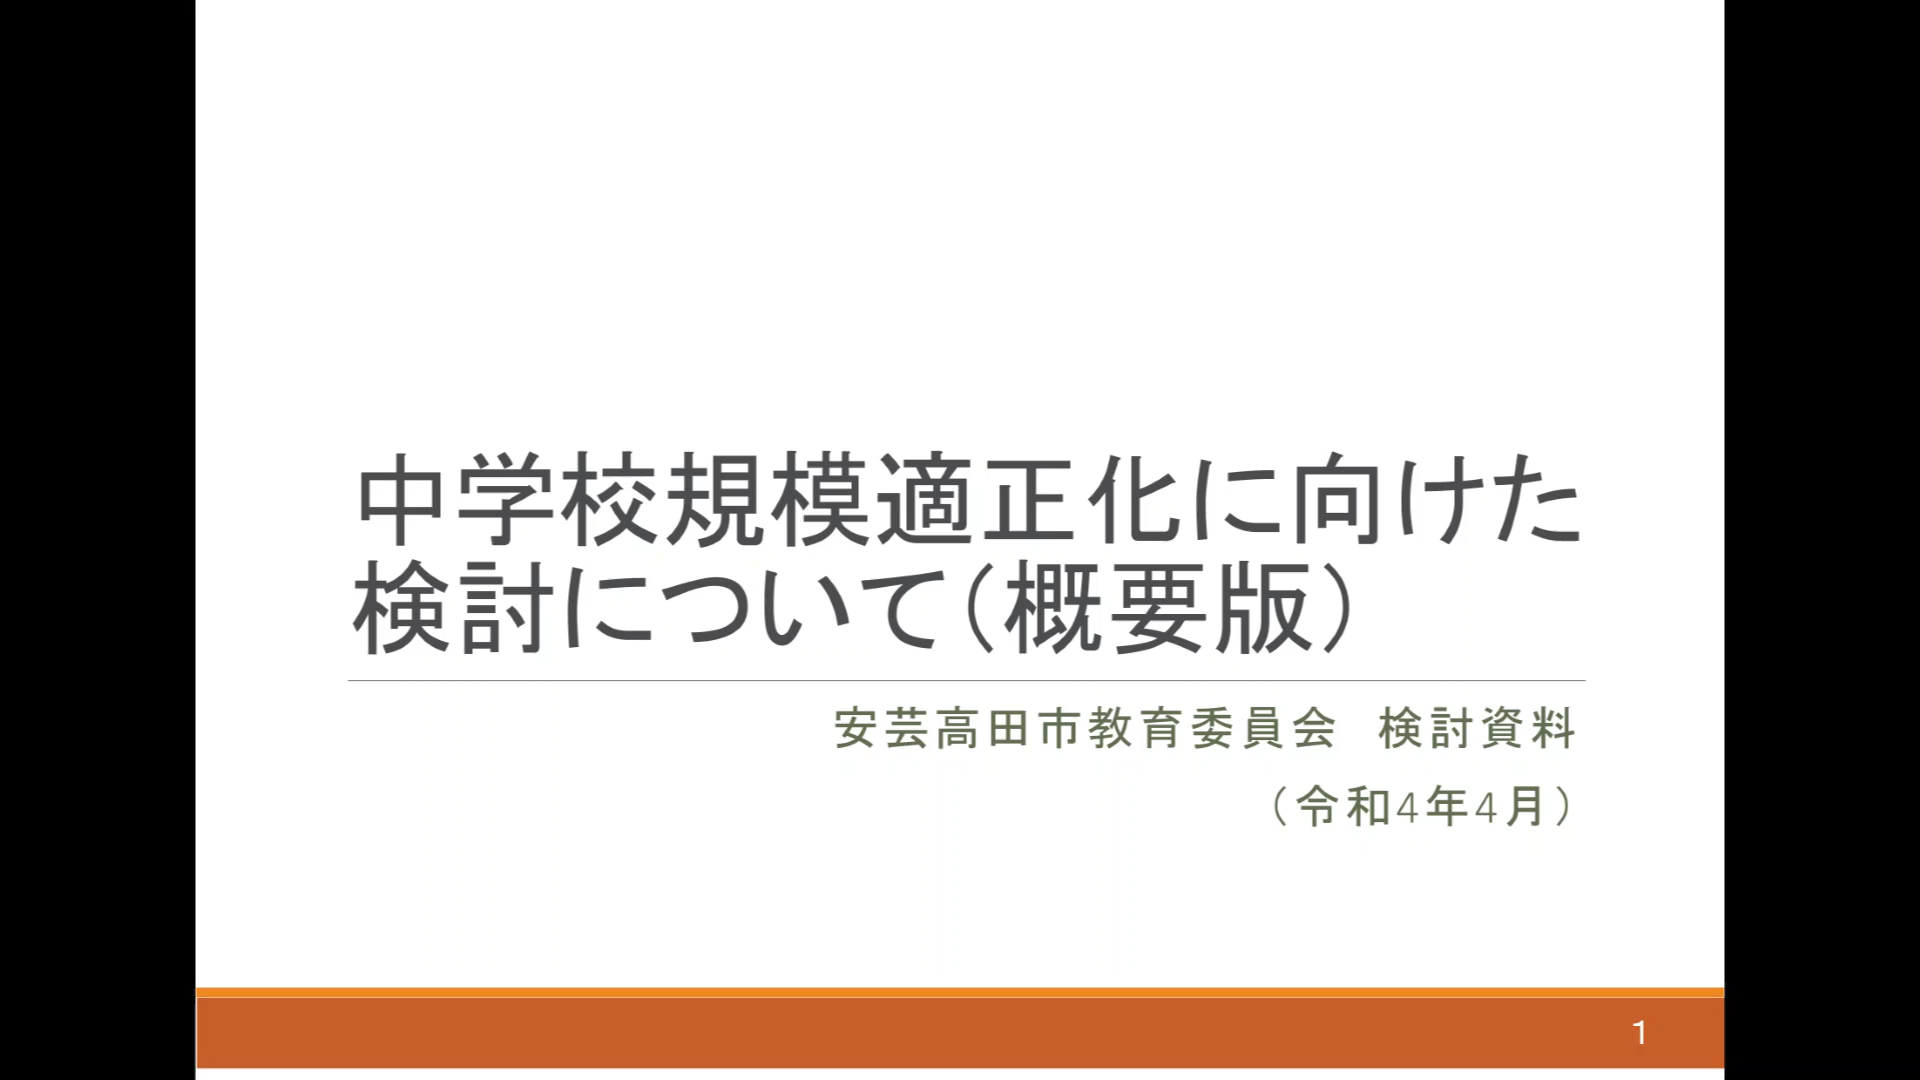 中学校規模適正化に向けた
検討について（概要版）
安芸高田市教育委員会　検討資料
（令和4年4月）
1